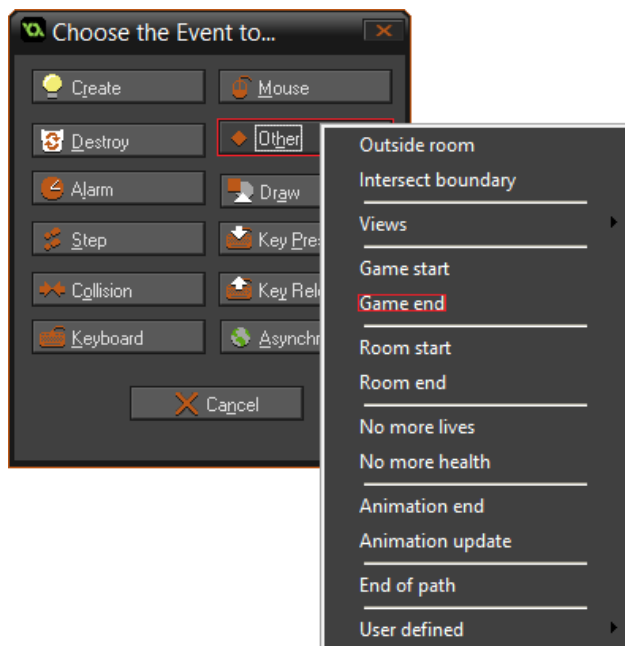 Choose the Event to...
Create
Mouse
Destroy
Other
Alarm
Draw
Step
Key Pres
Collision
Key Rel
Keyboard
Asynchr
Cancel
Outside room
Intersect boundary
Views
Game start
Game end
Room start
Room end
No more lives
No more health
Animation end
Animation update
End of path
User defined